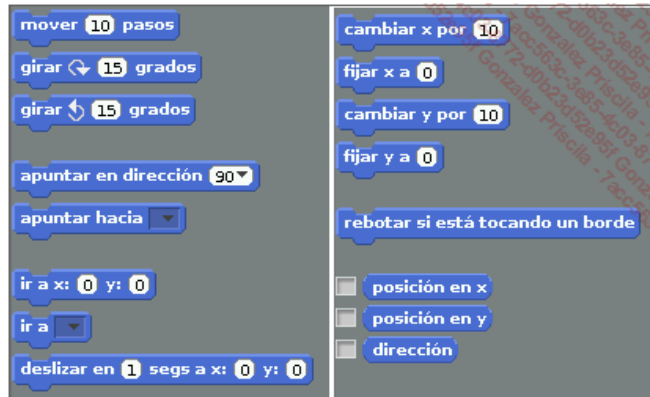 mover 10 pasos
girar 15 grados
girar 15 grados
apuntar en dirección 90
apuntar hacia
ir a x: 0 y: 0
ir a
deslizar en 1 segs a x: 0 y: 0
cambiar x por 10
fijar x a 0
cambiar y por 10
fijar y a 0
rebotar si está tocando un borde
posición en x
posición en y
dirección